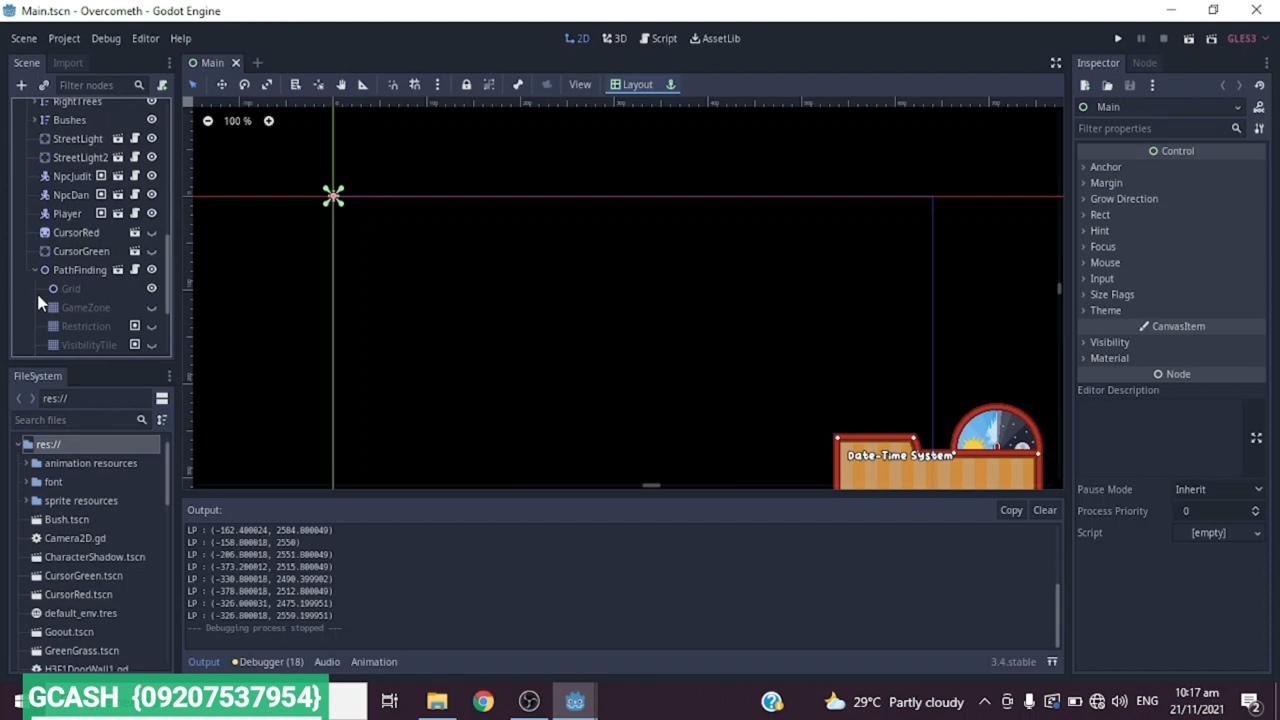 Main.tscn - Overcometh - Godot Engine
Scene Project Debug Editor Help
2D 3D Script AssetLib
GLES3
Scene Import
Main
Inspector Node
Filter nodes
View
Layout
Main
Filter properties
100 %
RightTrees
Bushes
StreetLight
StreetLight2
NpcJudit
NpcDan
Player
CursorRed
CursorGreen
PathFinding
Grid
GameZone
Restriction
VisibilityTile
Control
Anchor
Margin
Grow Direction
Rect
Hint
Focus
Mouse
Input
Size Flags
Theme
CanvasItem
Visibility
Material
Node
Editor Description
Pause Mode Inherit
Process Priority 0
Script [empty]
Date-Time System
FileSystem
res://
Search files
res://
animation resources
font
sprite resources
Bush.tscn
Camera2D.gd
CharacterShadow.tscn
CursorGreen.tscn
CursorRed.tscn
default_env.tres
Goout.tscn
GreenGrass.tscn
H3F1DoorWall1.gd
Output:
Copy Clear
LP : (-162.400024, 2584.800049)
LP : (-158.800018, 2550)
LP : (-206.800018, 2551.800049)
LP : (-373.200012, 2515.800049)
LP : (-330.800018, 2490.399902)
LP : (-378.800018, 2512.800049)
LP : (-326.000031, 2475.199951)
LP : (-326.800018, 2559.199951)
--- Debugging process stopped ---
Output Debugger (18) Audio Animation
3.4.stable
GCASH {09207537954}
29°C Partly cloudy
ENG
10:17 am
21/11/2021
2